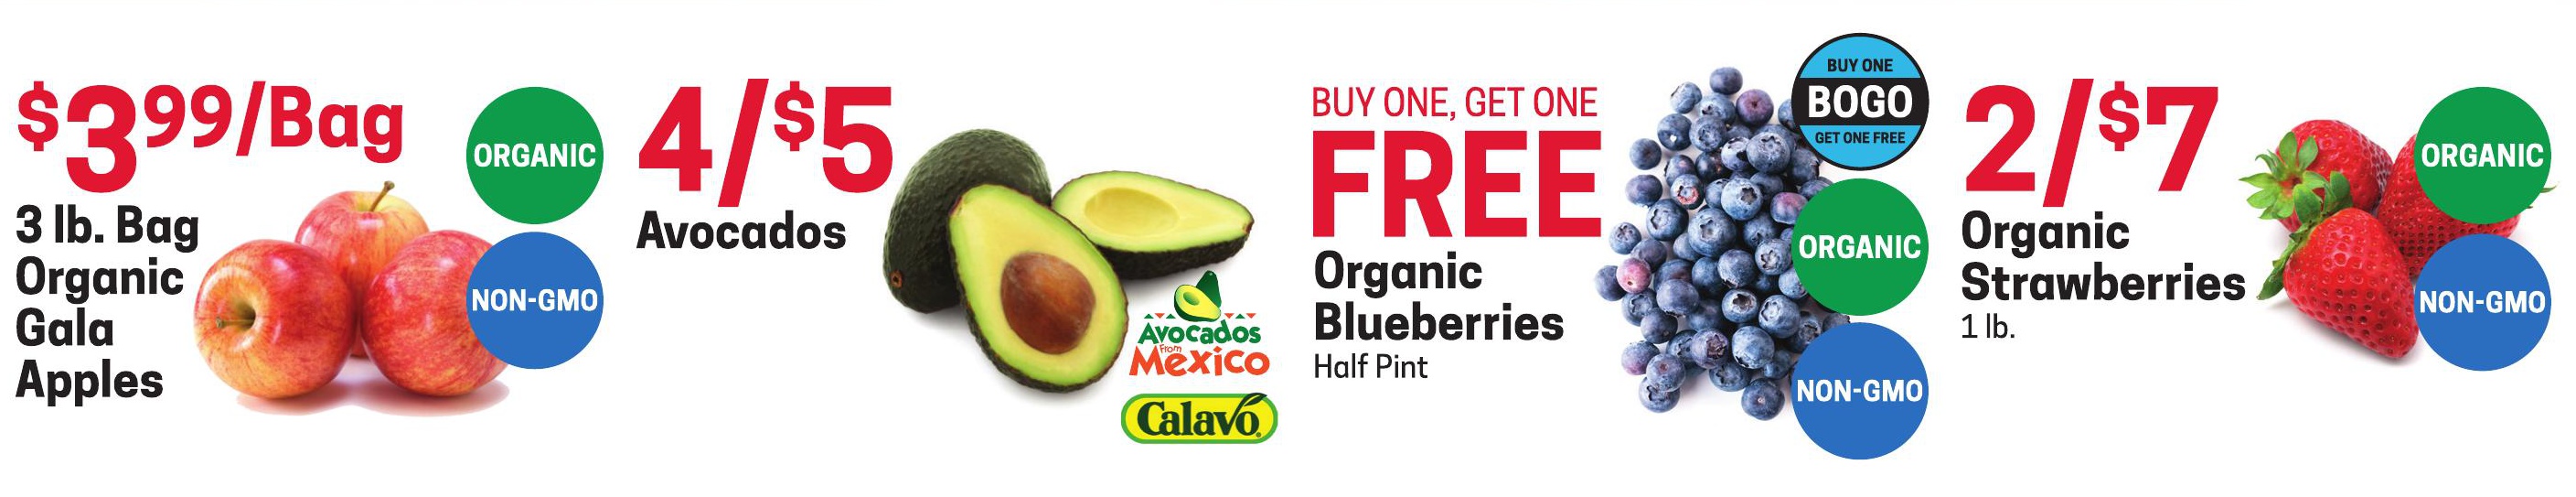 $3 99/Bag
3 lb. Bag
Organic
Gala
Apples
ORGANIC
NON-GMO
4/$5
Avocados
Avocados
From
Mexico
Calavo
BUY ONE, GET ONE
FREE
Organic
Blueberries
Half Pint
BUY ONE
BOGO
GET ONE FREE
ORGANIC
NON-GMO
2/$7
Organic
Strawberries
1 lb.
ORGANIC
NON-GMO